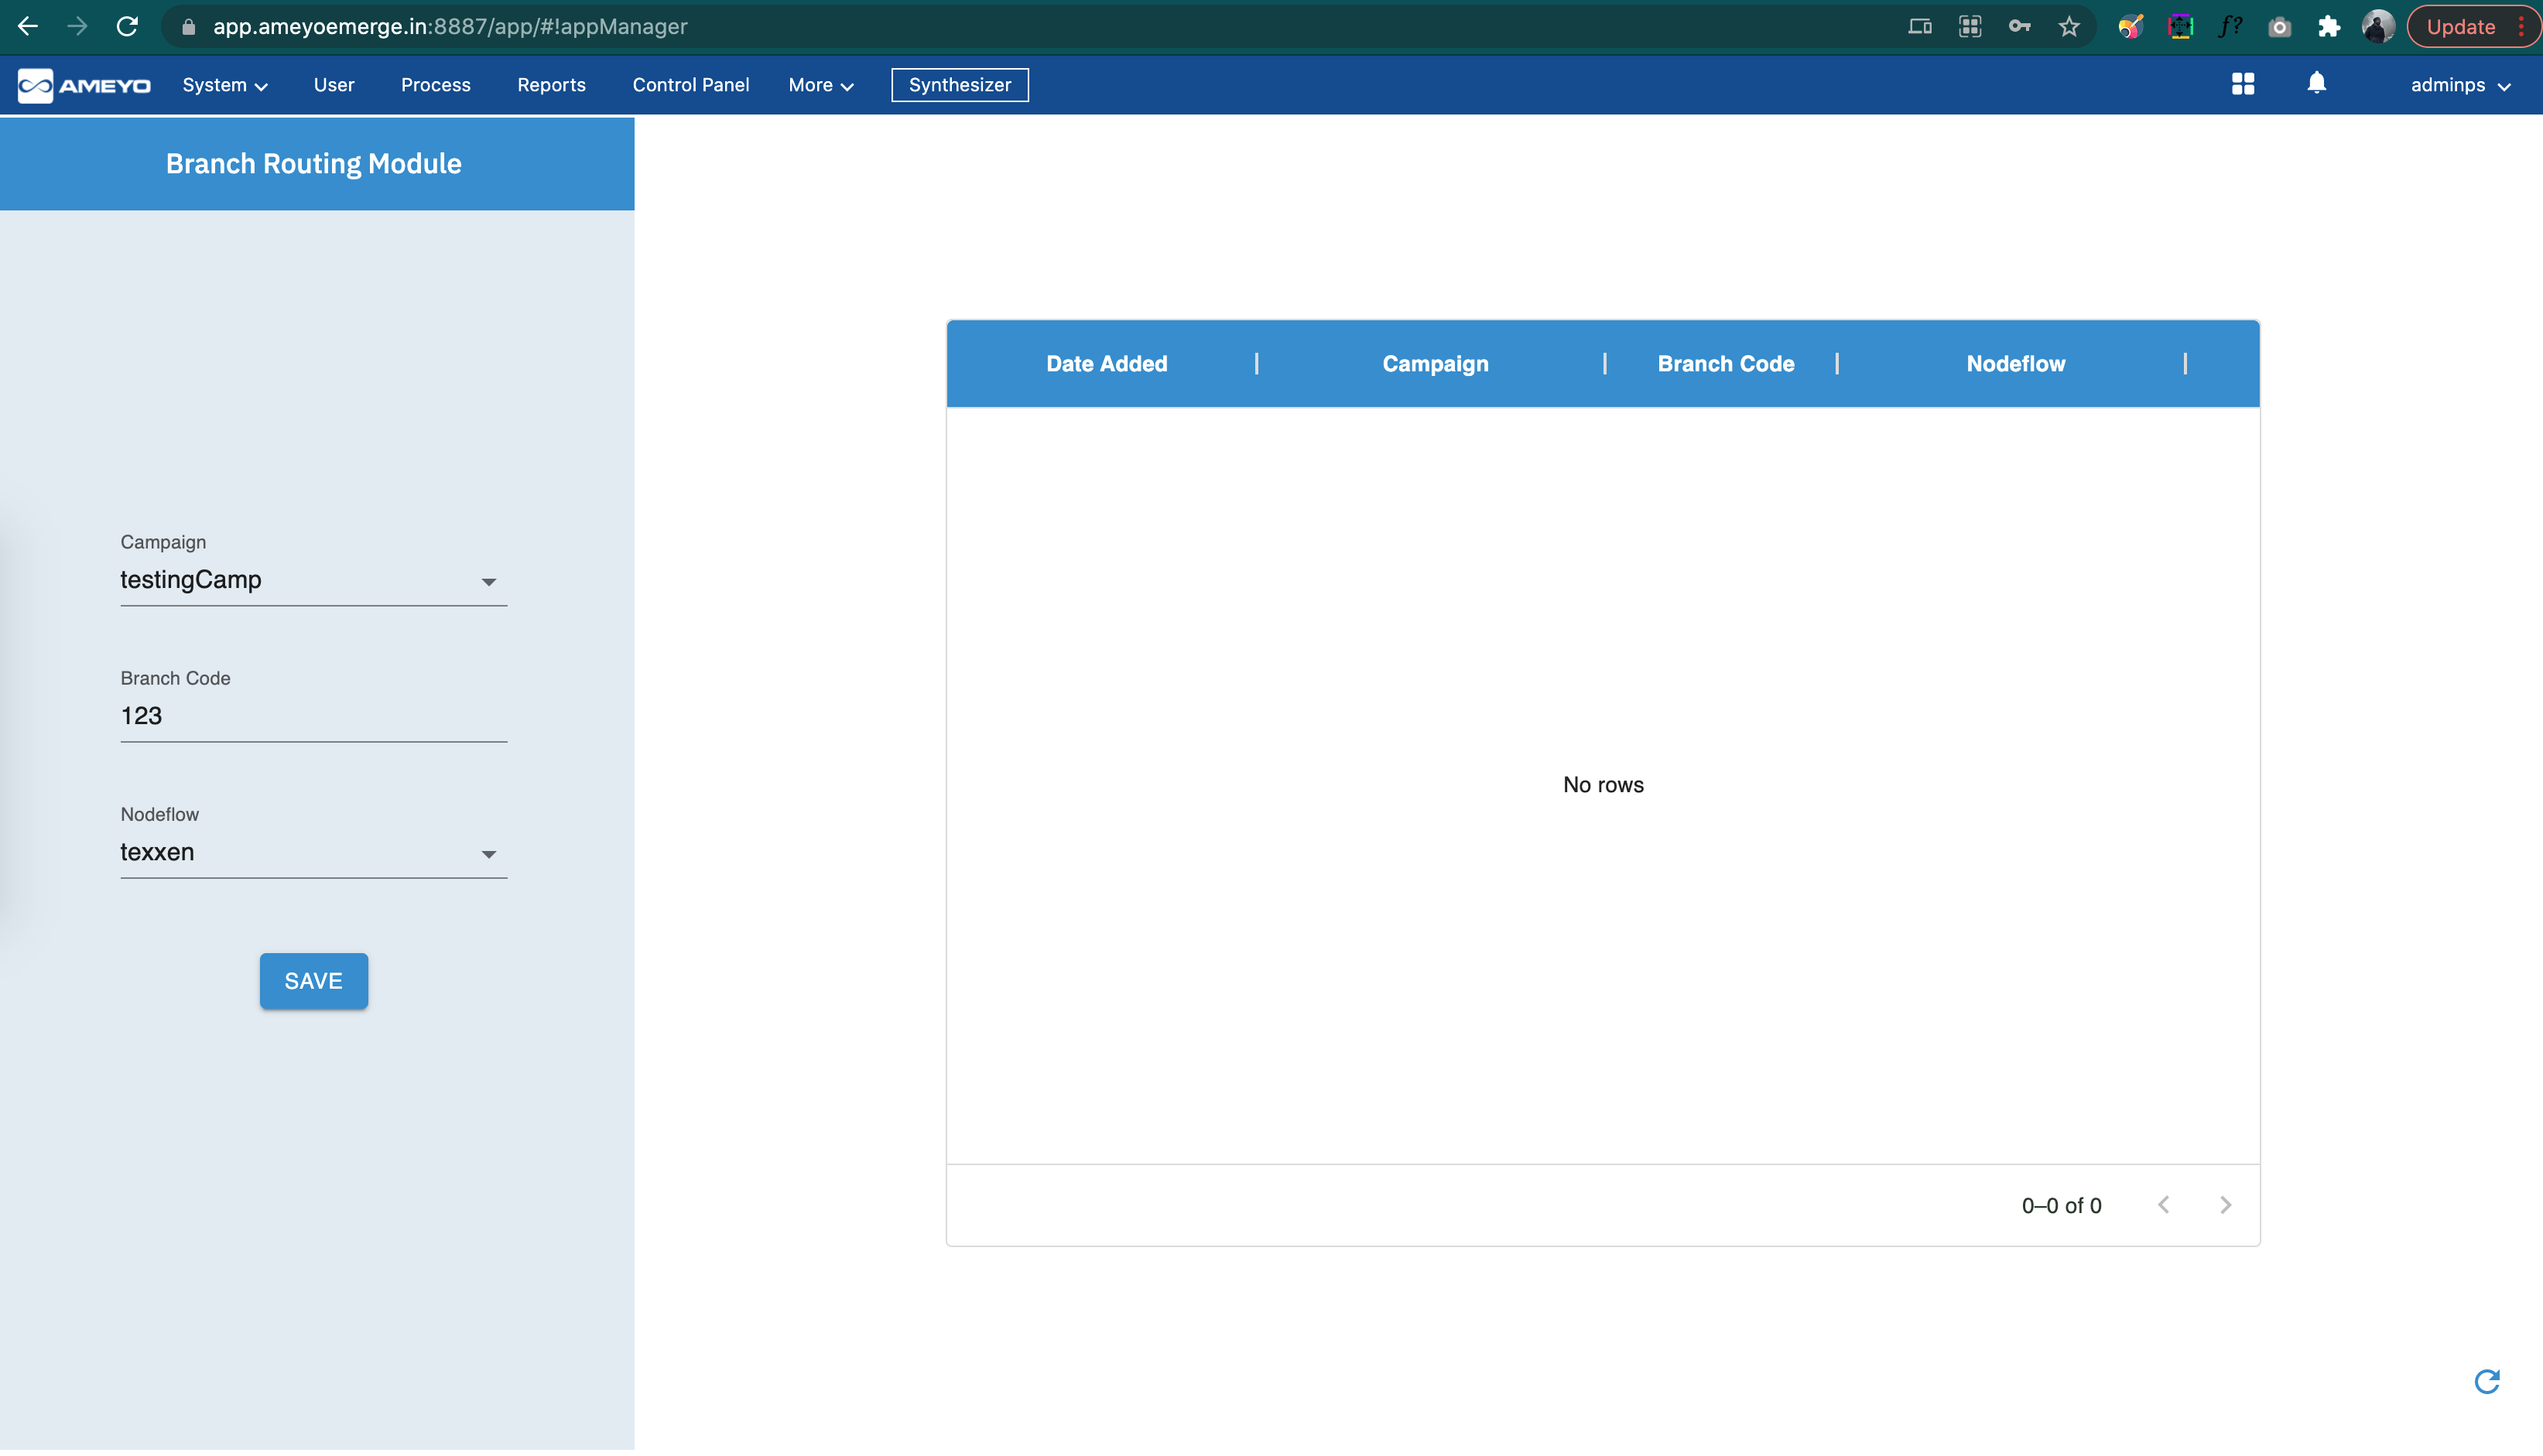 app.ameyoemerge.in:8887/app/#!appManager
f?
Update
AMEYO
System
User
Process
Reports
Control Panel
More
Synthesizer
adminps
Branch Routing Module
Date Added
Campaign
Branch Code
Nodeflow
Campaign
testingCamp
Branch Code
123
Nodeflow
texxen
SAVE
No rows
0–0 of 0